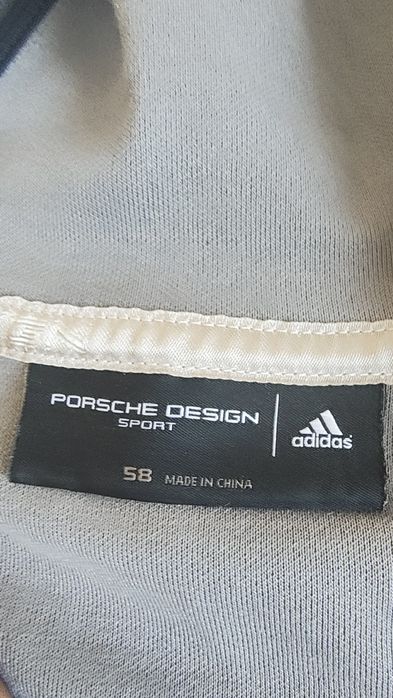 PORSCHE DESIGN
SPORT
adidas
58 MADE IN CHINA